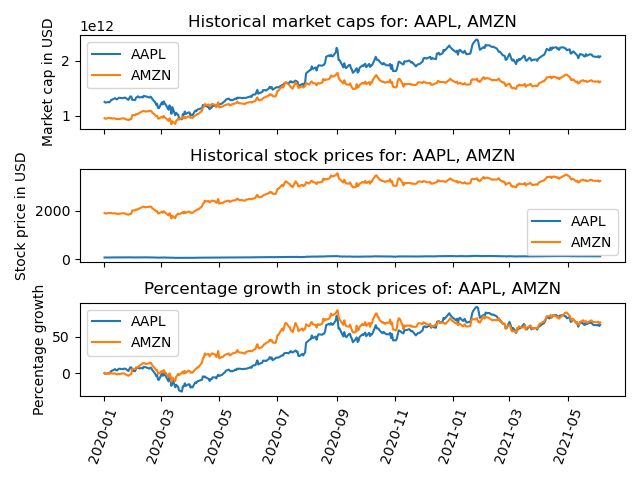 Historical market caps for: AAPL, AMZN
1e12
Market cap in USD
2
1
AAPL
AMZN
Historical stock prices for: AAPL, AMZN
Stock price in USD
2000
0
AAPL
AMZN
Percentage growth in stock prices of: AAPL, AMZN
Percentage growth
50
0
AAPL
AMZN
2020-01
2020-03
2020-05
2020-07
2020-09
2020-11
2021-01
2021-03
2021-05